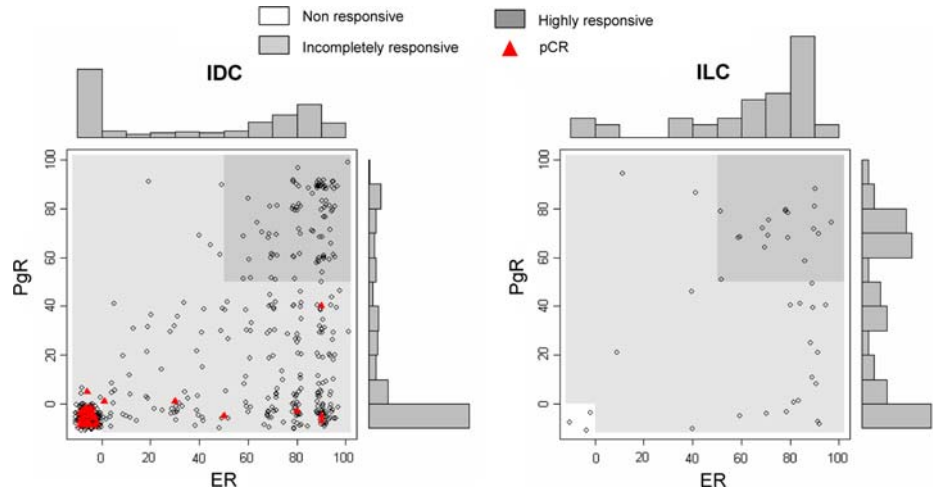 Non responsive
Highly responsive
Incompletely responsive
pCR
IDC
ILC
100
80
60
40
20
0
PgR
0 20 40 60 80 100
ER
100
80
60
40
20
0
PgR
0 20 40 60 80 100
ER